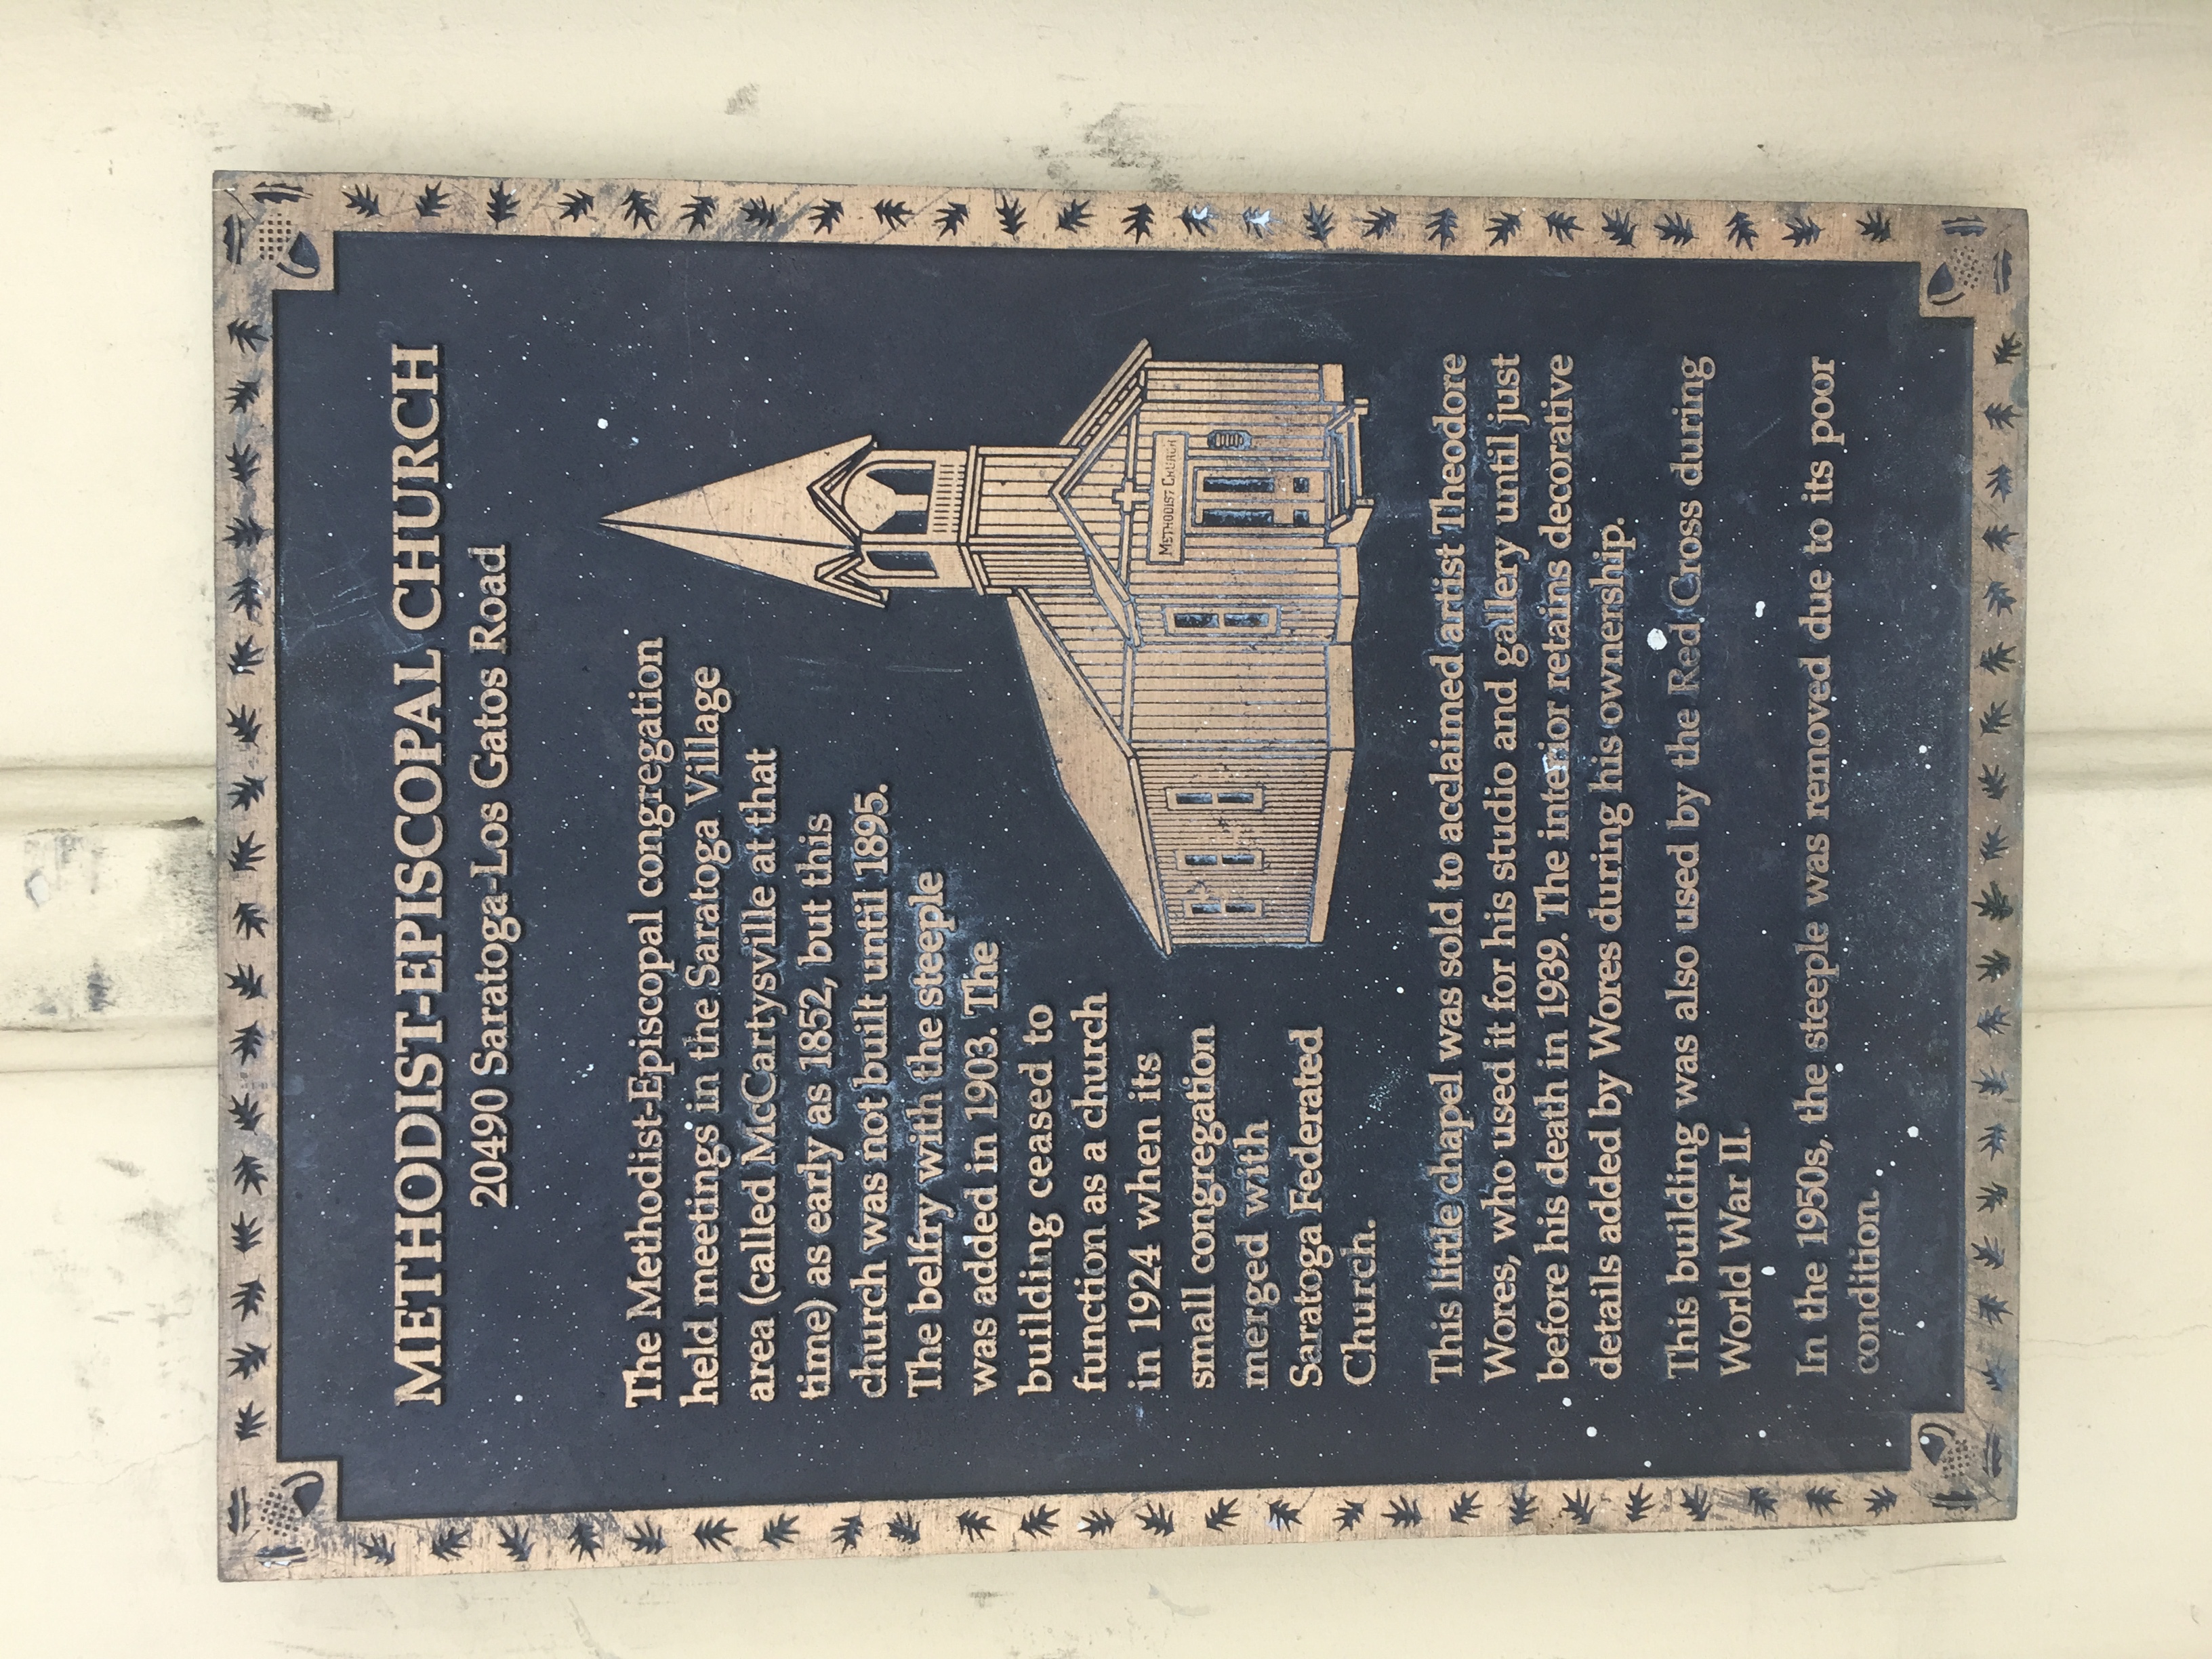 METHODIST-EPISCOPAL CHURCH
20490 Saratoga-Los Gatos Road
The Methodist-Episcopal congregation
held meetings in the Saratoga Village
area (called McCartysville at that
time) as early as 1852, but this
church was not built until 1895.
The belfry with the steeple
was added in 1903. The
building ceased to
function as a church
in 1924 when its
small congregation
merged with
Saratoga Federated
Church.
METHODIST CHURCH
This little chapel was sold to acclaimed artist Theodore
Wores, who used it for his studio and gallery until just
before his death in 1939. The interior retains decorative
details added by Wores during his ownership.
This building was also used by the Red Cross during
World War II.
In the 1950s, the steeple was removed due to its poor
condition.